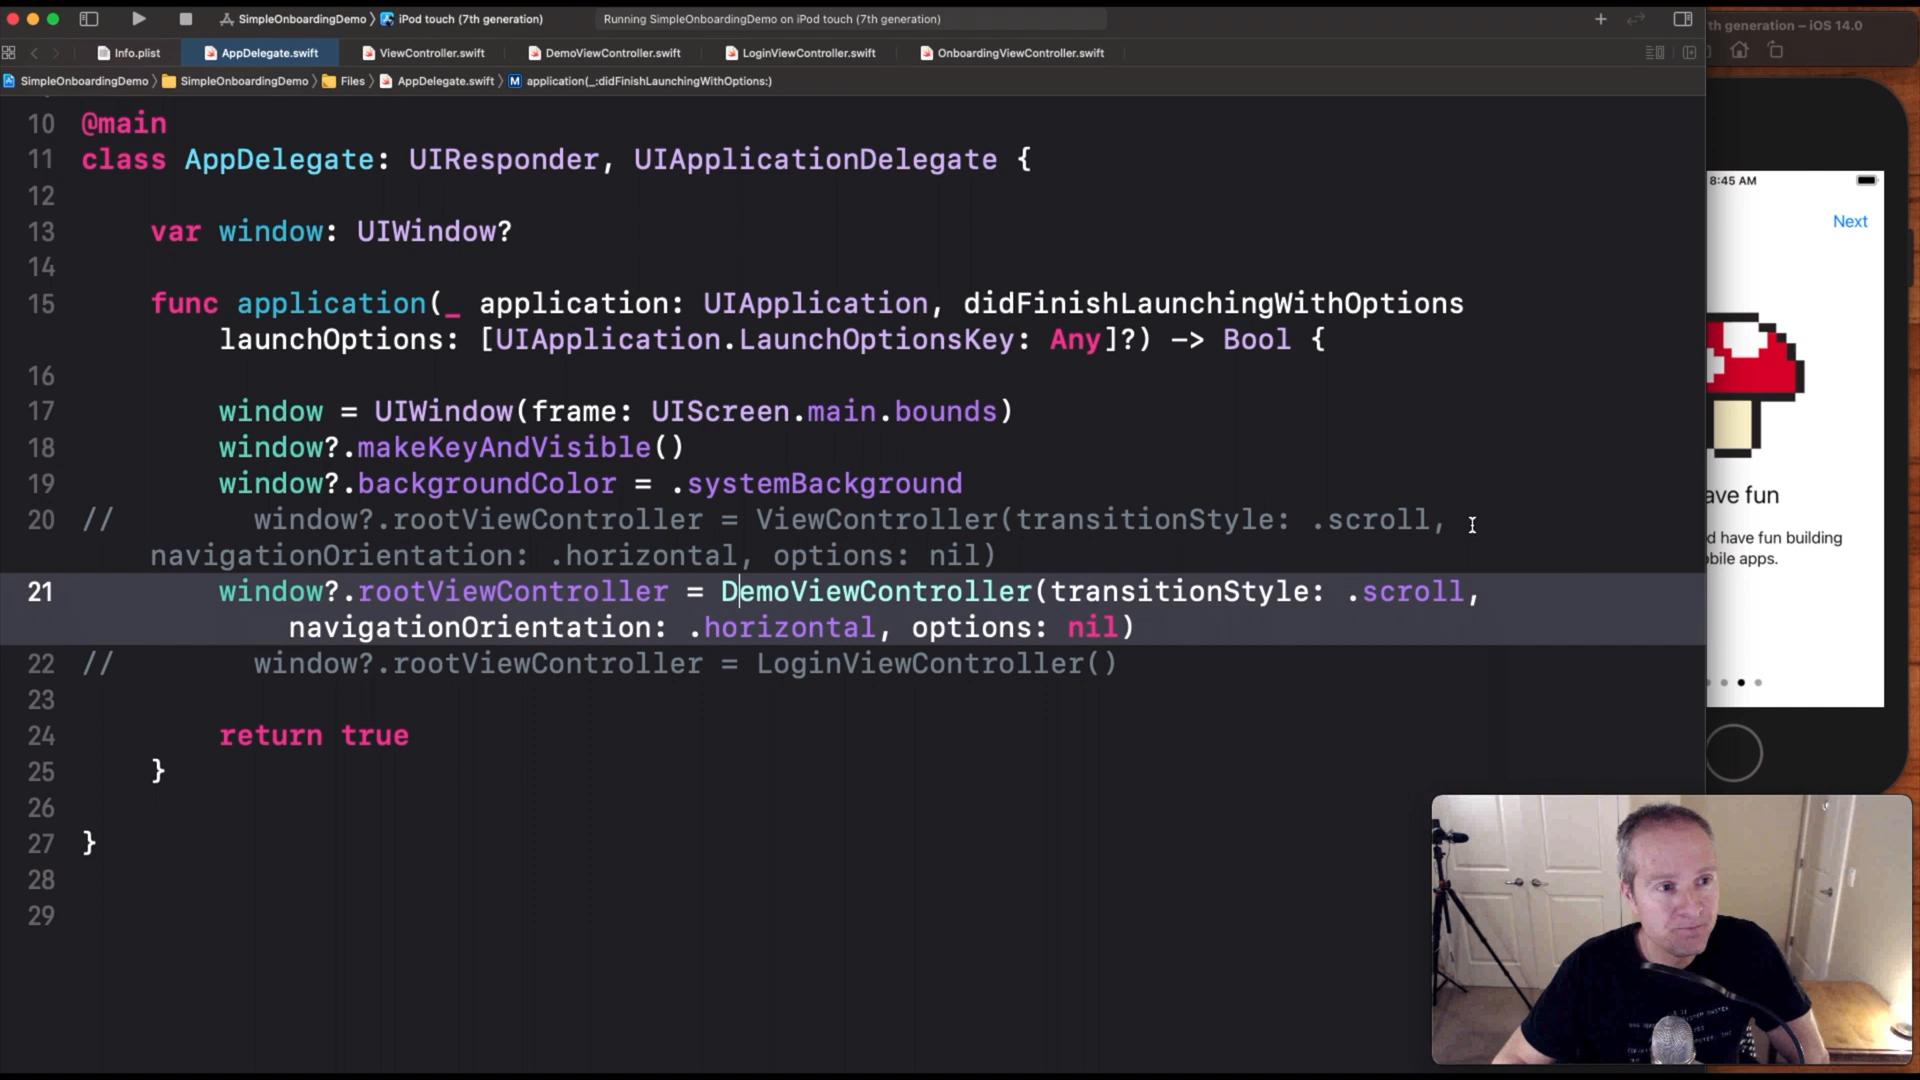 SimpleOnboardingDemo 〉 iPod touch (7th generation)
Running SimpleOnboardingDemo on iPod touch (7th generation)
th generation – iOS 14.0
Info.plist
AppDelegate.swift
ViewController.swift
DemoViewController.swift
LoginViewController.swift
OnboardingViewController.swift
SimpleOnboardingDemo 〉 SimpleOnboardingDemo 〉 Files 〉 AppDelegate.swift 〉 M application(_:didFinishLaunchingWithOptions:)
10 @main
11 class AppDelegate: UIResponder, UIApplicationDelegate {
12
13 var window: UIWindow?
14
15 func application(_ application: UIApplication, didFinishLaunchingWithOptions
launchOptions: [UIApplication.LaunchOptionsKey: Any]?) -> Bool {
16
17 window = UIWindow(frame: UIScreen.main.bounds)
18 window?.makeKeyAndVisible()
19 window?.backgroundColor = .systemBackground
20 // window?.rootViewController = ViewController(transitionStyle: .scroll,
navigationOrientation: .horizontal, options: nil)
21 window?.rootViewController = DemoViewController(transitionStyle: .scroll,
navigationOrientation: .horizontal, options: nil)
22 // window?.rootViewController = LoginViewController()
23
24 return true
25 }
26
27 }
28
29
8:45 AM
Next
ave fun
d have fun building
bile apps.